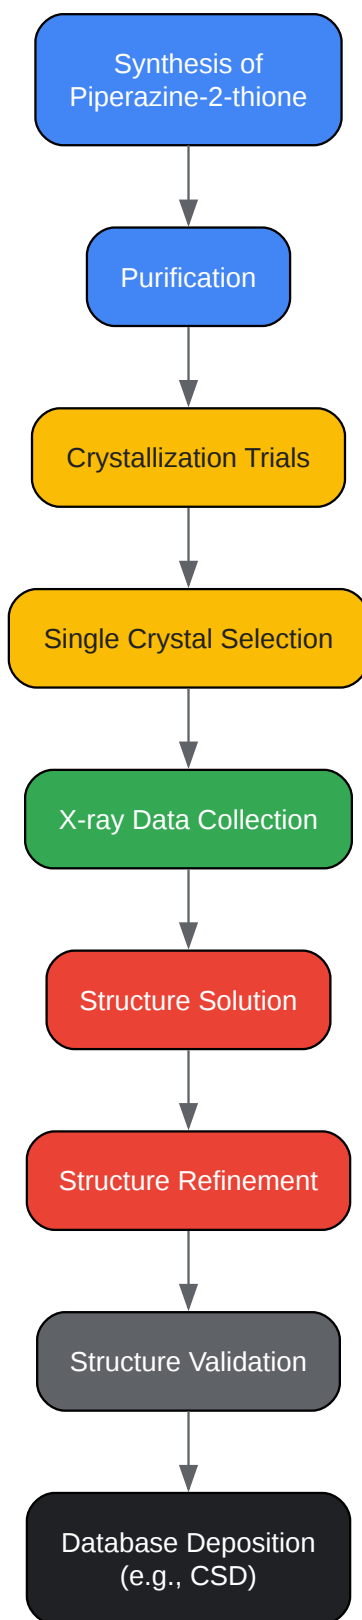 Synthesis of
Piperazine-2-thione
Purification
Crystallization Trials
Single Crystal Selection
X-ray Data Collection
Structure Solution
Structure Refinement
Structure Validation
Database Deposition
(e.g., CSD)